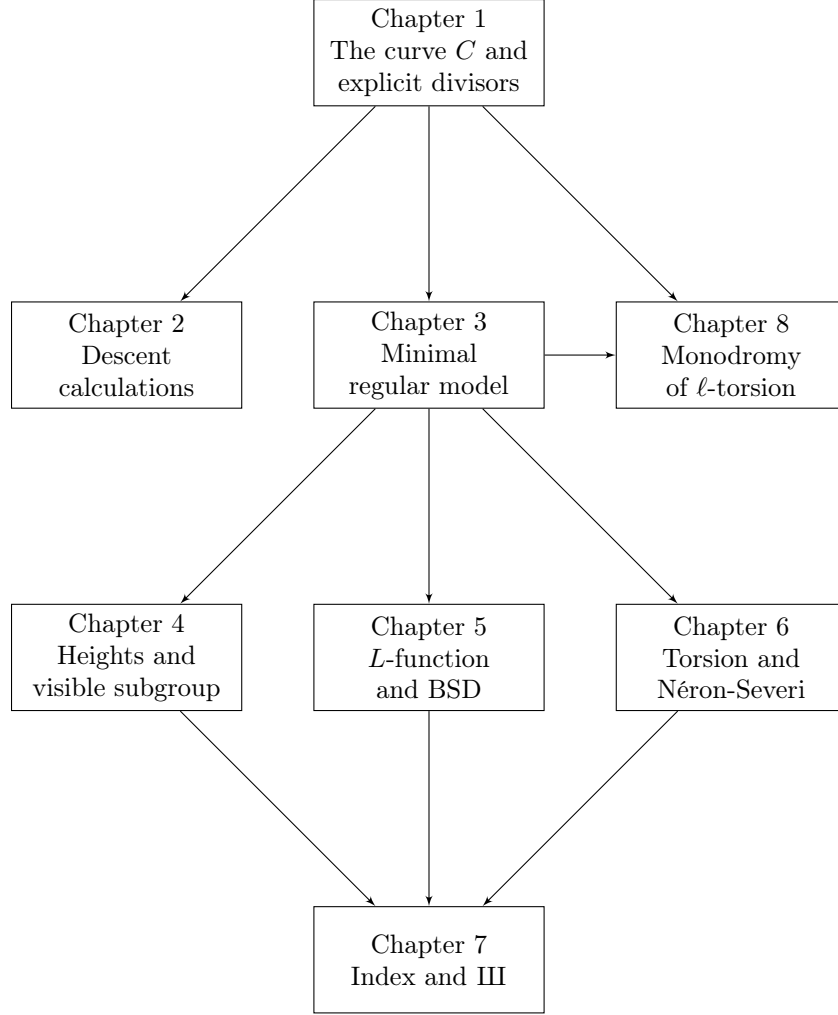 Chapter 1
The curve C and
explicit divisors
Chapter 2
Descent
calculations
Chapter 3
Minimal
regular model
Chapter 8
Monodromy
of ℓ-torsion
Chapter 4
Heights and
visible subgroup
Chapter 5
L-function
and BSD
Chapter 6
Torsion and
Néron-Severi
Chapter 7
Index and Ш